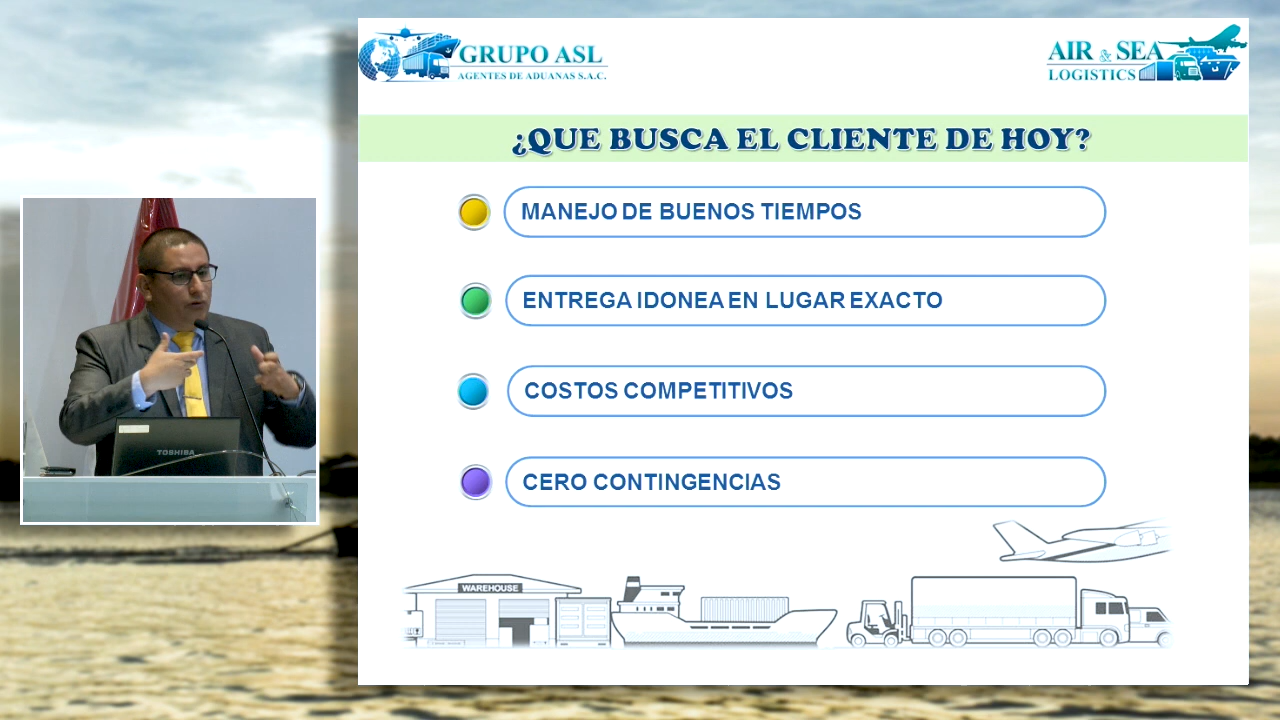 GRUPO ASL
AGENTES DE ADUANAS S.A.C.
AIR & SEA
LOGISTICS
¿QUE BUSCA EL CLIENTE DE HOY?
MANEJO DE BUENOS TIEMPOS
ENTREGA IDONEA EN LUGAR EXACTO
COSTOS COMPETITIVOS
CERO CONTINGENCIAS
TOSHIBA
WAREHOUSE